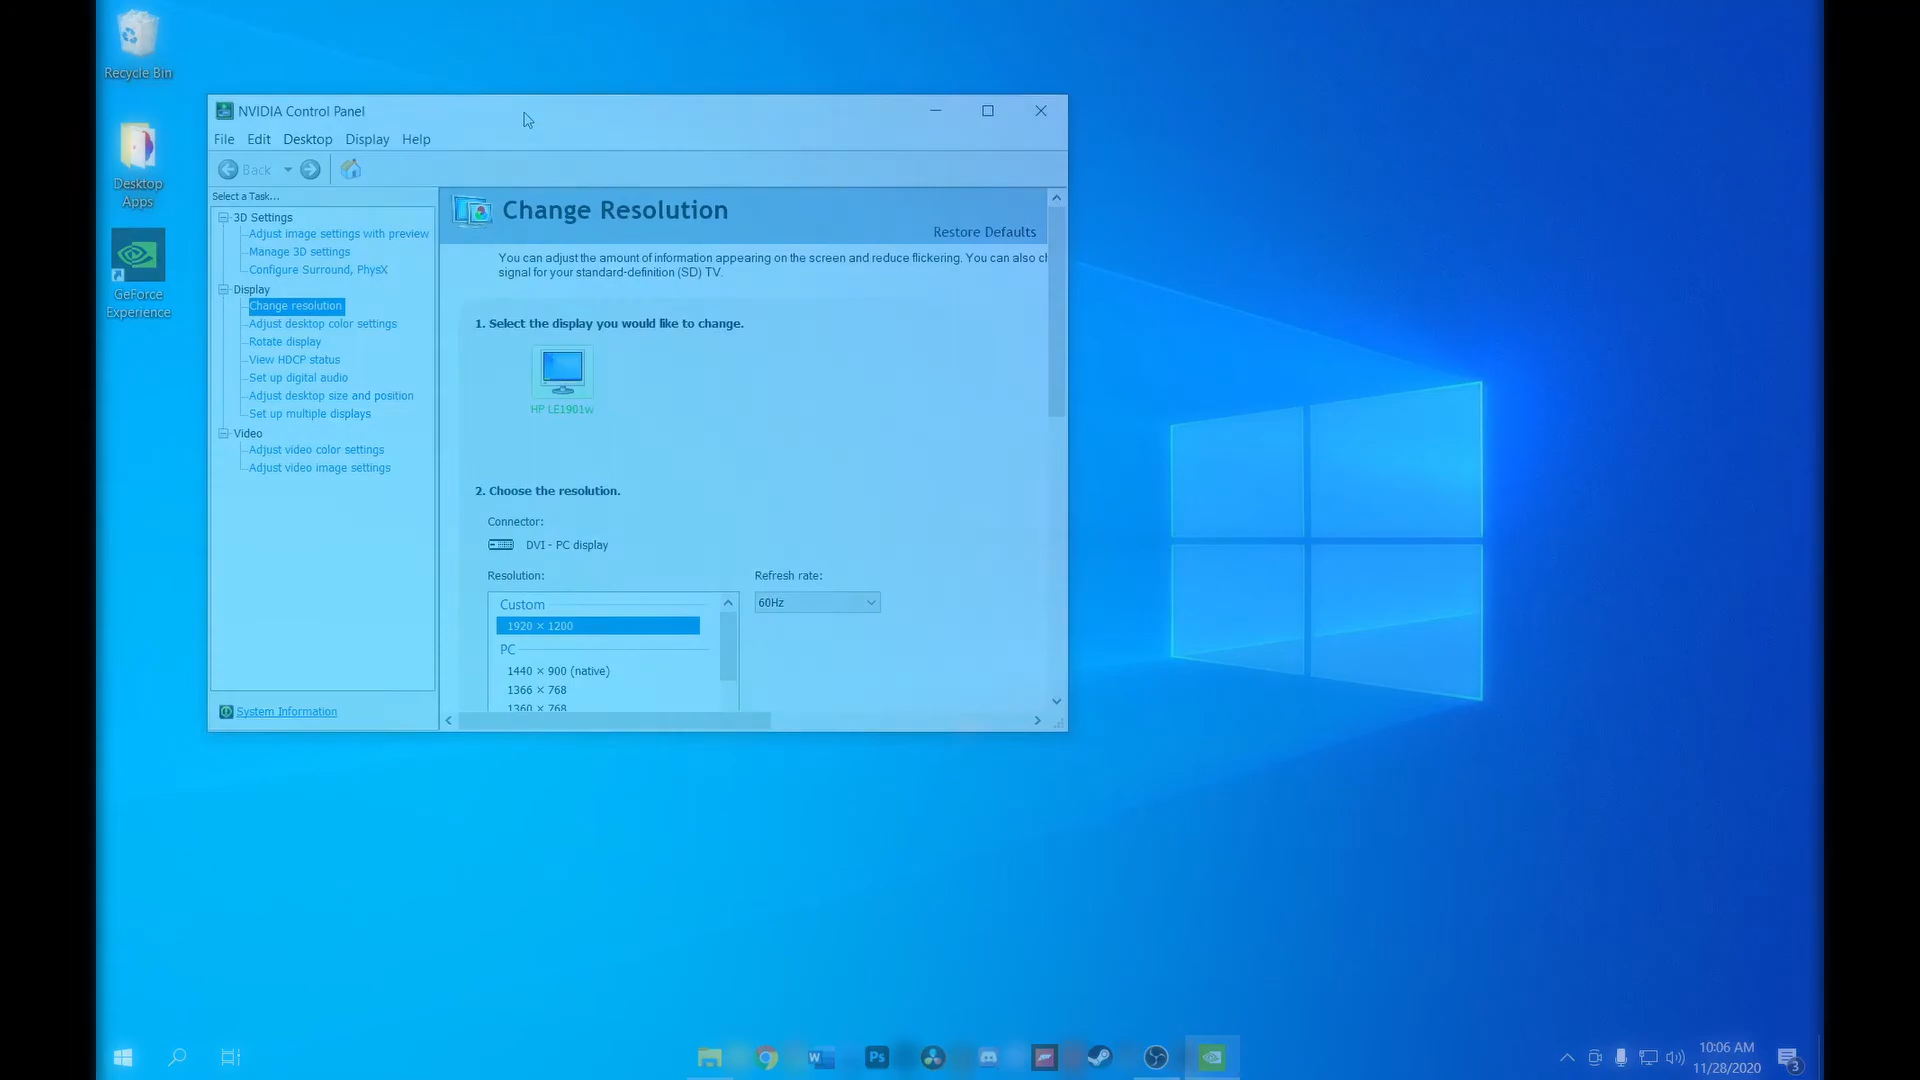 Recycle Bin
Desktop
Apps
GeForce
Experience
NVIDIA Control Panel
File Edit Desktop Display Help
Back
Select a Task...
3D Settings
Adjust image settings with preview
Manage 3D settings
Configure Surround, PhysX
Display
Change resolution
Adjust desktop color settings
Rotate display
View HDCP status
Set up digital audio
Adjust desktop size and position
Set up multiple displays
Video
Adjust video color settings
Adjust video image settings
System Information
Change Resolution
Restore Defaults
You can adjust the amount of information appearing on the screen and reduce flickering. You can also cl
signal for your standard-definition (SD) TV.
1. Select the display you would like to change.
HP LE1901w
2. Choose the resolution.
Connector:
DVI - PC display
Resolution:
Refresh rate:
Custom
1920 × 1200
60Hz
PC
1440 × 900 (native)
1366 × 768
1360 × 768
W
Ps
10:06 AM
11/28/2020
3